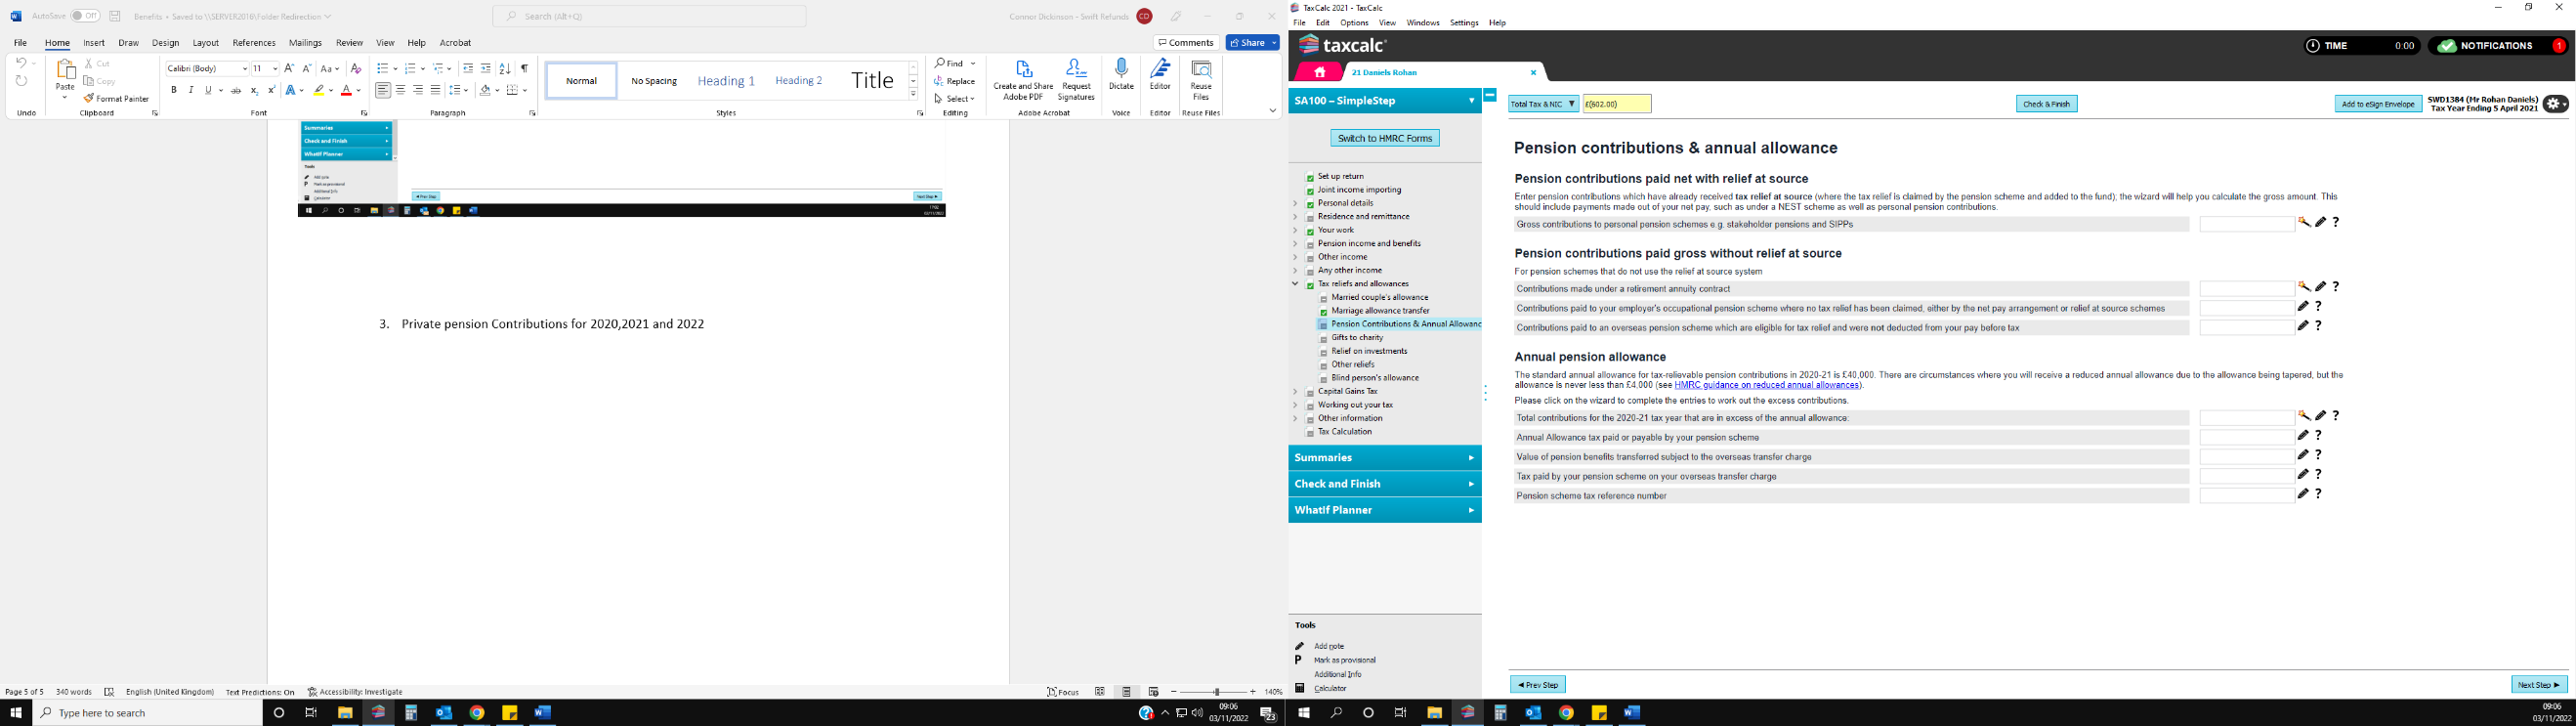 AutoSave Off Benefits • Saved to \\SERVER2016\Folder Redirection
Search (Alt+Q)
Connor Dickinson - Swift Refunds CD
File Home Insert Draw Design Layout References Mailings Review View Help Acrobat
Comments Share
Paste Cut Copy Format Painter
Calibri (Body) 11
Normal No Spacing Heading 1 Heading 2 Title
Find Replace Select
Create and Share Adobe PDF Request Signatures Dictate Editor Reuse Files
Undo Clipboard Font Paragraph Styles Editing Adobe Acrobat Voice Editor Reuse Files
Summaries
Check and Finish
WhatIf Planner
Tools
Add note
Mark as provisional
Additional Info
Calculator
Prev Step Next Step
3. Private pension Contributions for 2020,2021 and 2022
Page 5 of 5 340 words English (United Kingdom) Text Predictions: On Accessibility: Investigate
Focus 140%
Type here to search
09:06
03/11/2022
23
TaxCalc 2021 - TaxCalc
File Edit Options View Windows Settings Help
taxcalc
TIME 0:00 NOTIFICATIONS 1
21 Daniels Rohan
SA100 – SimpleStep
Switch to HMRC Forms
Set up return
Joint income importing
Personal details
Residence and remittance
Your work
Pension income and benefits
Other income
Any other income
Tax reliefs and allowances
Married couple's allowance
Marriage allowance transfer
Pension Contributions & Annual Allowanc
Gifts to charity
Relief on investments
Other reliefs
Blind person's allowance
Capital Gains Tax
Working out your tax
Other information
Tax Calculation
Summaries
Check and Finish
WhatIf Planner
Tools
Add note
P Mark as provisional
Additional Info
Calculator
Total Tax & NIC £(602.00)
Check & Finish
Add to eSign Envelope
SWD1384 (Mr Rohan Daniels)
Tax Year Ending 5 April 2021
Pension contributions & annual allowance
Pension contributions paid net with relief at source
Enter pension contributions which have already received tax relief at source (where the tax relief is claimed by the pension scheme and added to the fund); the wizard will help you calculate the gross amount. This
should include payments made out of your net pay, such as under a NEST scheme as well as personal pension contributions.
Gross contributions to personal pension schemes e.g. stakeholder pensions and SIPPs
Pension contributions paid gross without relief at source
For pension schemes that do not use the relief at source system
Contributions made under a retirement annuity contract
Contributions paid to your employer's occupational pension scheme where no tax relief has been claimed, either by the net pay arrangement or relief at source schemes
Contributions paid to an overseas pension scheme which are eligible for tax relief and were not deducted from your pay before tax
Annual pension allowance
The standard annual allowance for tax-relievable pension contributions in 2020-21 is £40,000. There are circumstances where you will receive a reduced annual allowance due to the allowance being tapered, but the
allowance is never less than £4,000 (see HMRC guidance on reduced annual allowances).
Please click on the wizard to complete the entries to work out the excess contributions.
Total contributions for the 2020-21 tax year that are in excess of the annual allowance:
Annual Allowance tax paid or payable by your pension scheme
Value of pension benefits transferred subject to the overseas transfer charge
Tax paid by your pension scheme on your overseas transfer charge
Pension scheme tax reference number
Prev Step
Next Step
09:06
03/11/2022